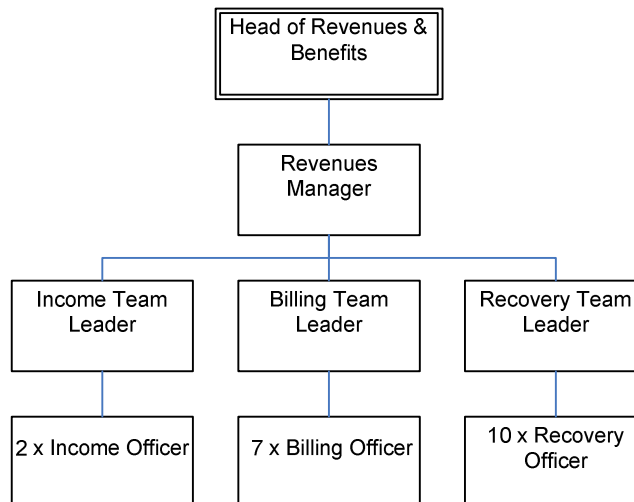 Head of Revenues &
Benefits
Revenues
Manager
Income Team
Leader
Billing Team
Leader
Recovery Team
Leader
2 x Income Officer
7 x Billing Officer
10 x Recovery
Officer